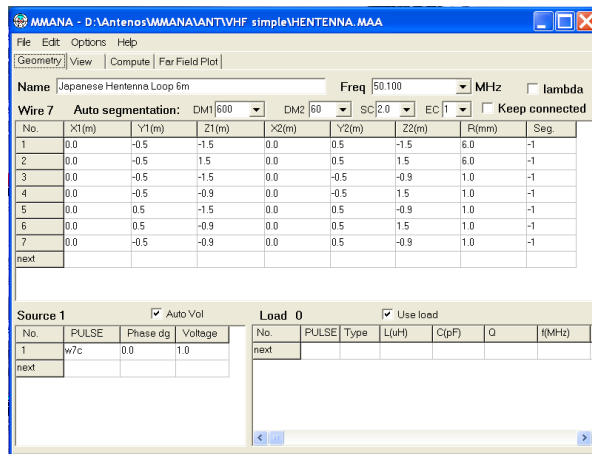 MMANA - D:\Antenos\MMANA\ANT\VHF simple\HENTENNA.MAA
File Edit Options Help
Geometry View Compute Far Field Plot
Name Japanese Hentenna Loop 6m Freq 50.100 MHz lambda
Wire 7 Auto segmentation: DM1 600 DM2 60 SC 2.0 EC 1 Keep connected
No. X1(m) Y1(m) Z1(m) X2(m) Y2(m) Z2(m) R(mm) Seg.
1 0.0 -0.5 -1.5 0.0 0.5 -1.5 6.0 -1
2 0.0 -0.5 1.5 0.0 0.5 1.5 6.0 -1
3 0.0 -0.5 -1.5 0.0 -0.5 -0.9 1.0 -1
4 0.0 -0.5 -0.9 0.0 -0.5 1.5 1.0 -1
5 0.0 0.5 -1.5 0.0 0.5 -0.9 1.0 -1
6 0.0 0.5 -0.9 0.0 0.5 1.5 1.0 -1
7 0.0 -0.5 -0.9 0.0 0.5 -0.9 1.0 -1
next
Source 1 Auto Vol
No. PULSE Phase dg Voltage
1 w7c 0.0 1.0
next
Load 0 Use load
No. PULSE Type L(uH) C(pF) Q f(MHz)
next